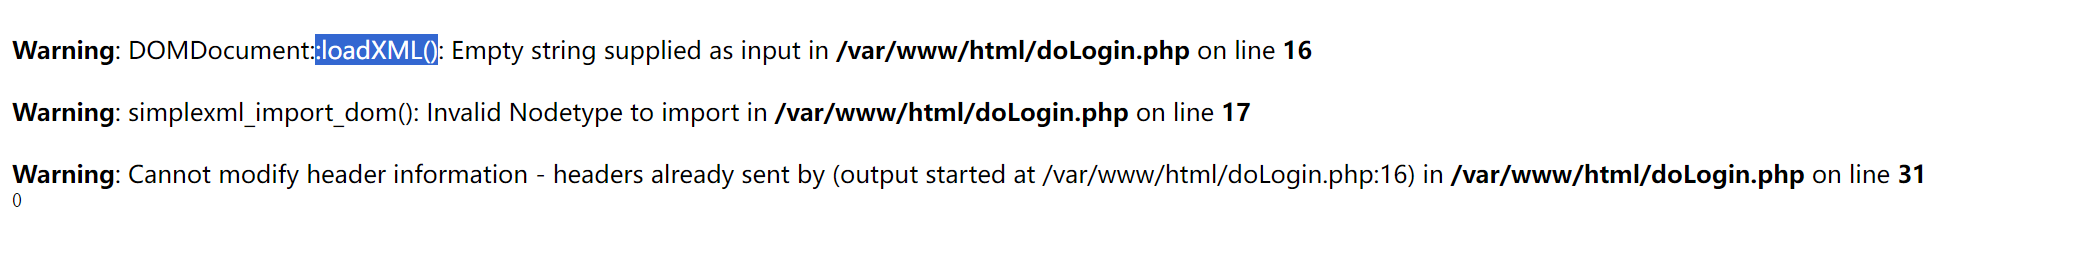 Warning: DOMDocument::loadXML(): Empty string supplied as input in /var/www/html/doLogin.php on line 16
Warning: simplexml_import_dom(): Invalid Nodetype to import in /var/www/html/doLogin.php on line 17
Warning: Cannot modify header information - headers already sent by (output started at /var/www/html/doLogin.php:16) in /var/www/html/doLogin.php on line 31
0